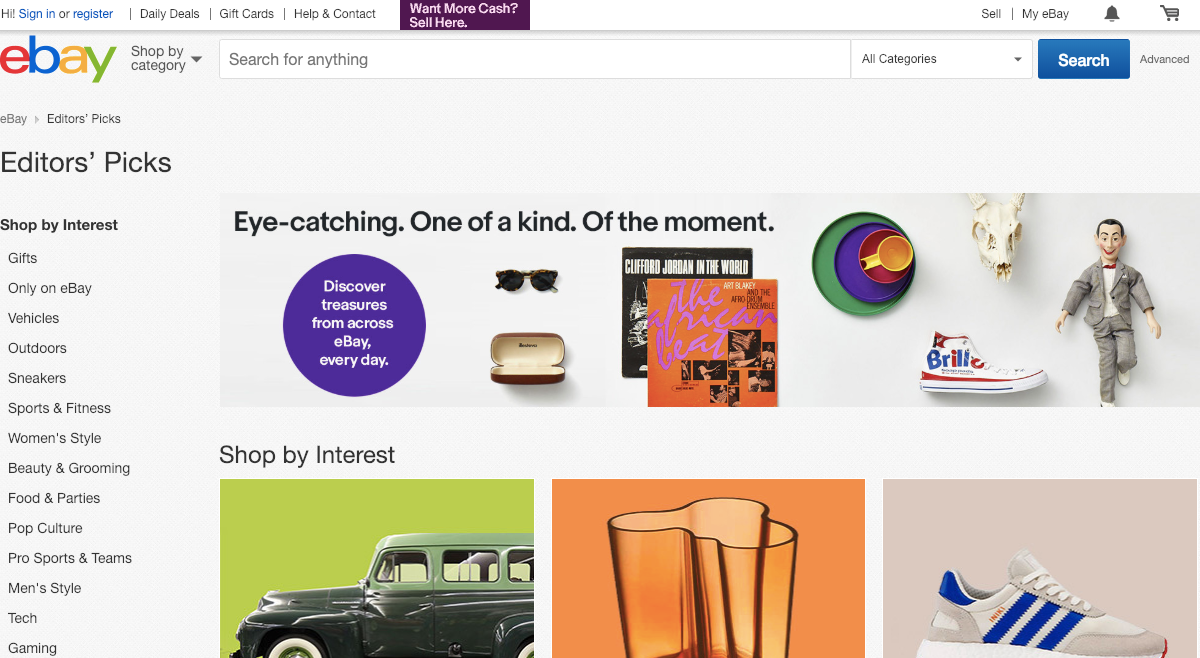 Hi! Sign in or register | Daily Deals | Gift Cards | Help & Contact
Want More Cash?
Sell Here.
Sell | My eBay
ebay
Shop by
category
Search for anything
All Categories
Search
Advanced
eBay Editors’ Picks
Editors’ Picks
Shop by Interest
Gifts
Only on eBay
Vehicles
Outdoors
Sneakers
Sports & Fitness
Women's Style
Beauty & Grooming
Food & Parties
Pop Culture
Pro Sports & Teams
Men's Style
Tech
Gaming
Eye-catching. One of a kind. Of the moment.
Discover
treasures
from across
eBay,
every day.
CLIFFORD JORDAN IN THE WORLD
ART BLAKEY
AND THE
AFRO-DRUM
ENSEMBLE
the
african
beat
Brillo
Shop by Interest
INIKI